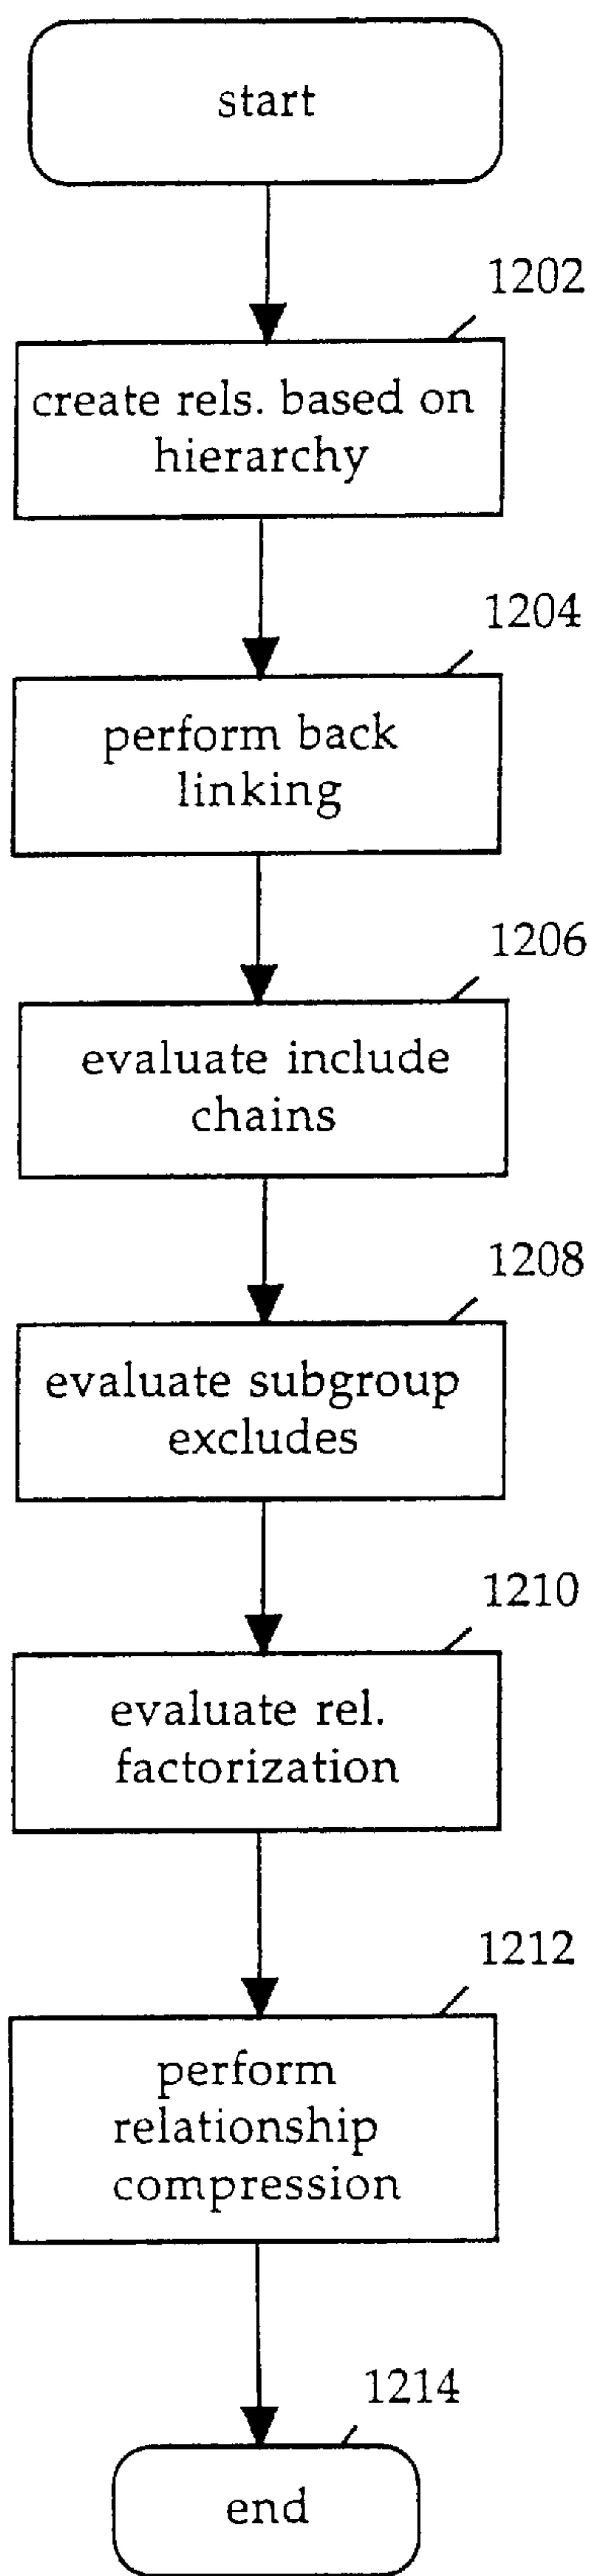 start
1202
create rels. based on
hierarchy
1204
perform back
linking
1206
evaluate include
chains
1208
evaluate subgroup
excludes
1210
evaluate rel.
factorization
1212
perform
relationship
compression
1214
end